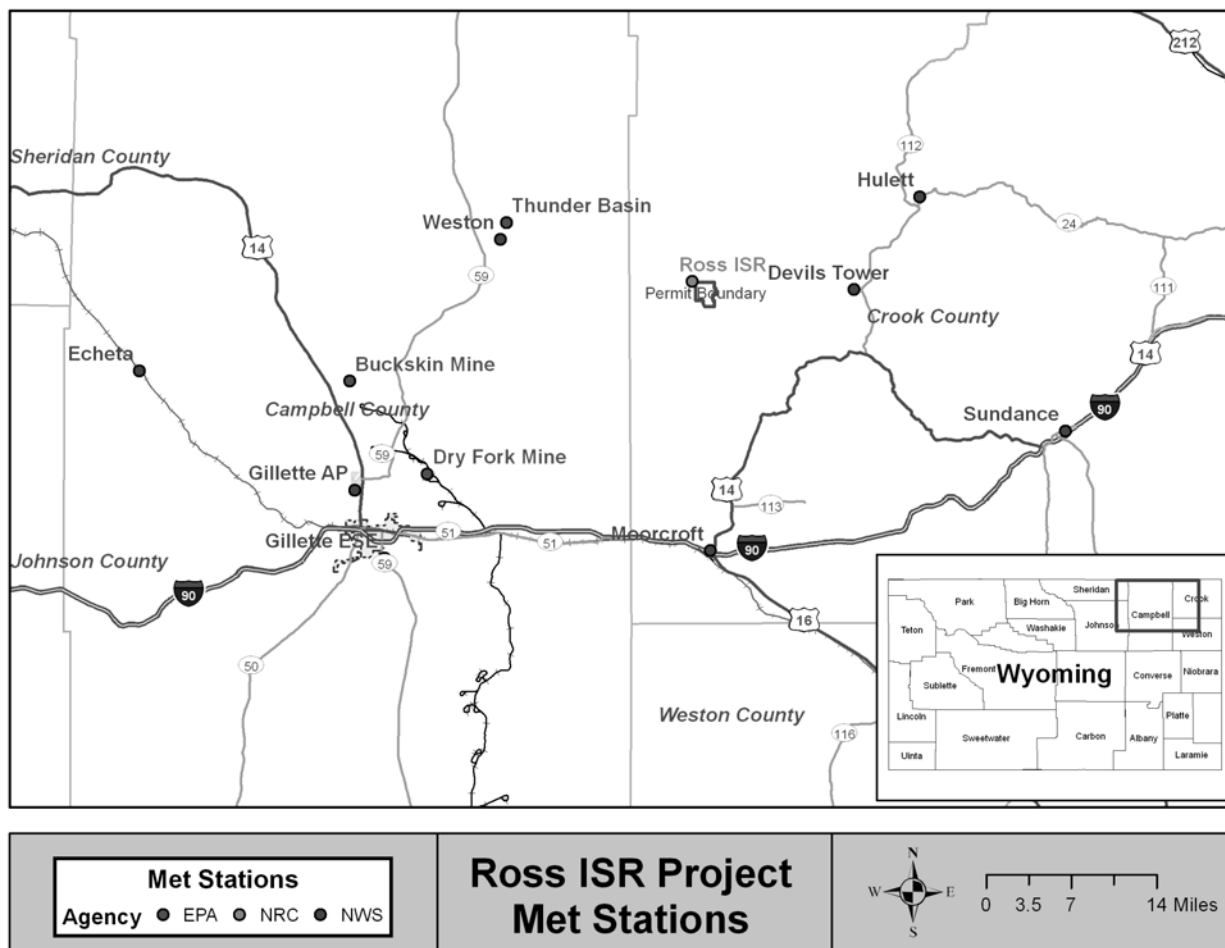 212
Sheridan County
112
Hulett
Thunder Basin
Weston
14
24
59
Ross ISR
Permit Boundary
Devils Tower
111
Crook County
Echeta
Buckskin Mine
14
Campbell County
90
Sundance
59
Dry Fork Mine
Gillette AP
14
113
51
Moorcroft
Gillette ESE
51
90
Johnson County
59
90
16
50
Weston County
116
Sheridan
Park
Big Horn
Crook
Campbell
Teton
Johnson
Washakie
Weston
Fremont
Wyoming
Converse
Niobrara
Sublette
Lincoln
Platte
Sweetwater
Carbon
Albany
Uinta
Laramie
Met Stations
Agency EPA NRC NWS
Ross ISR Project
Met Stations
N
W E
S
0 3.5 7 14 Miles